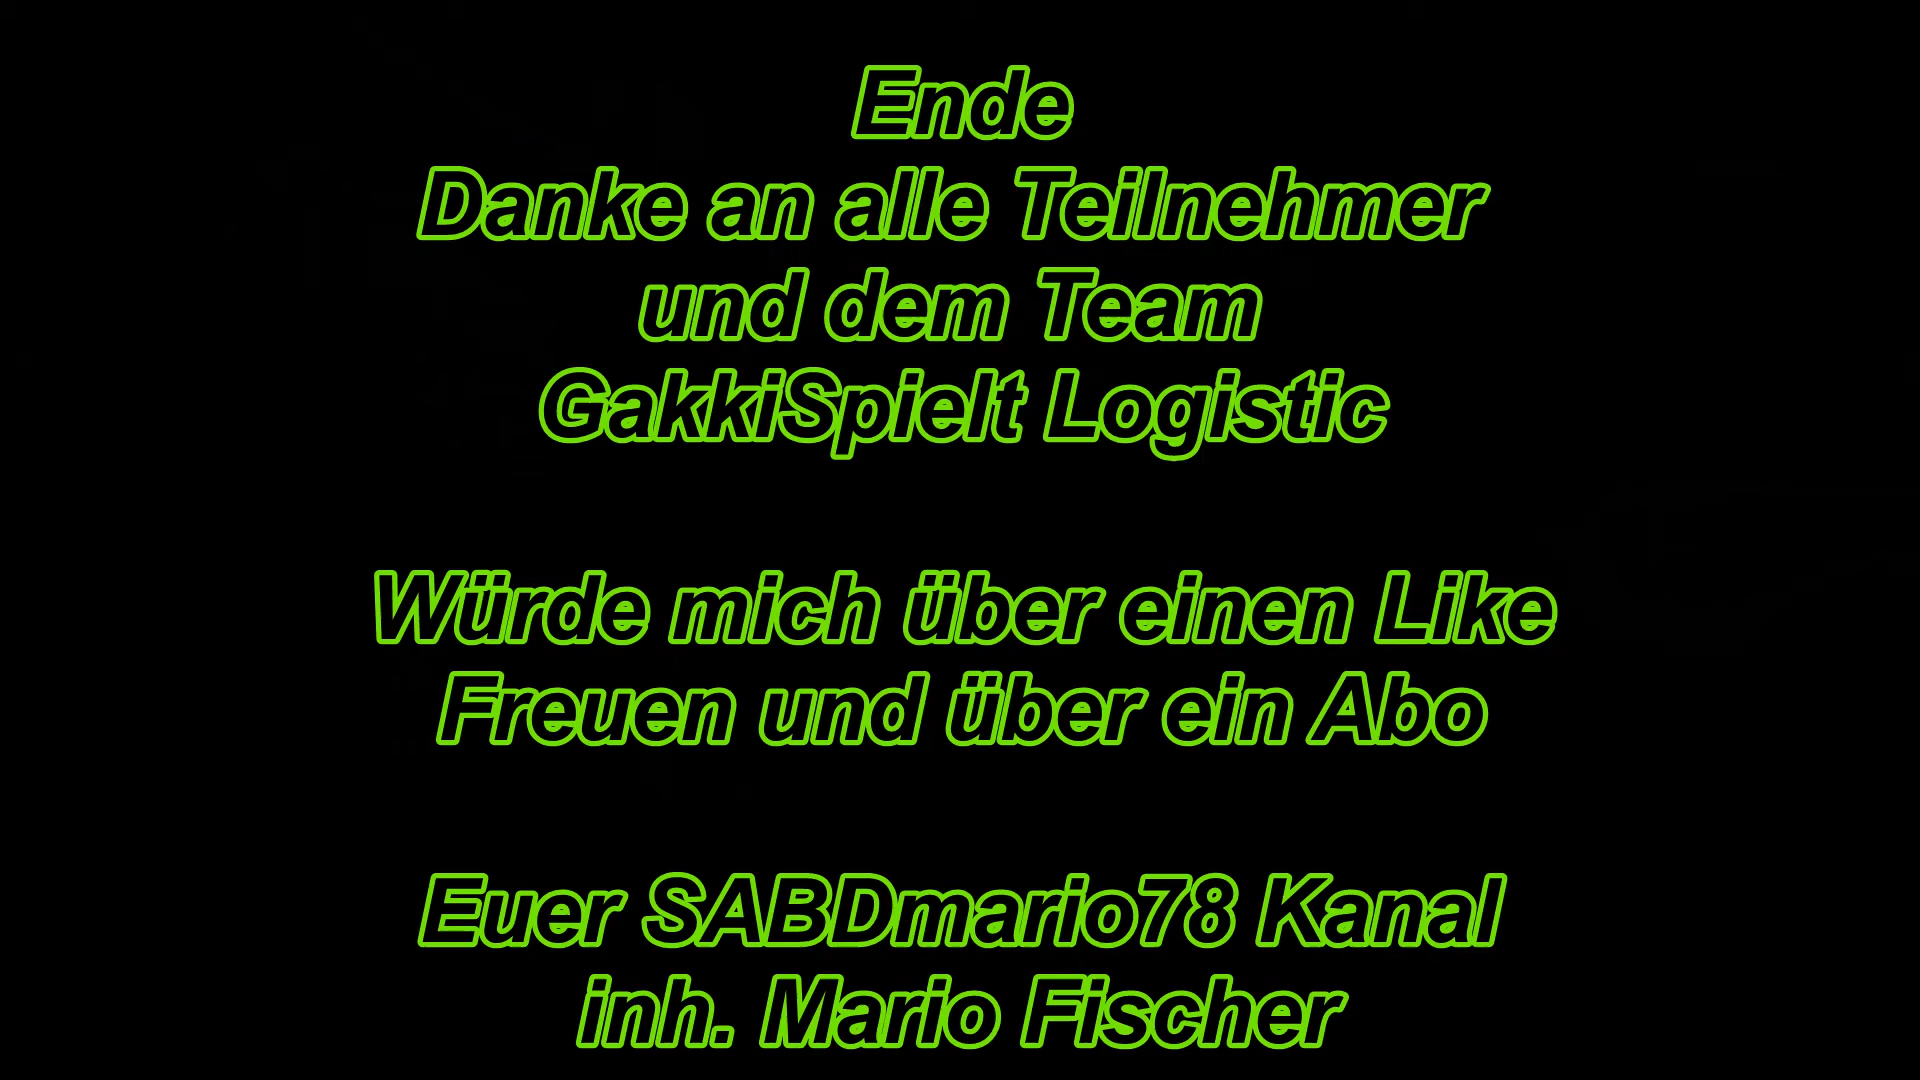 Ende
Danke an alle Teilnehmer
und dem Team
GakkiSpielt Logistic
Würde mich über einen Like
Freuen und über ein Abo
Euer SABDmario78 Kanal
inh. Mario Fischer